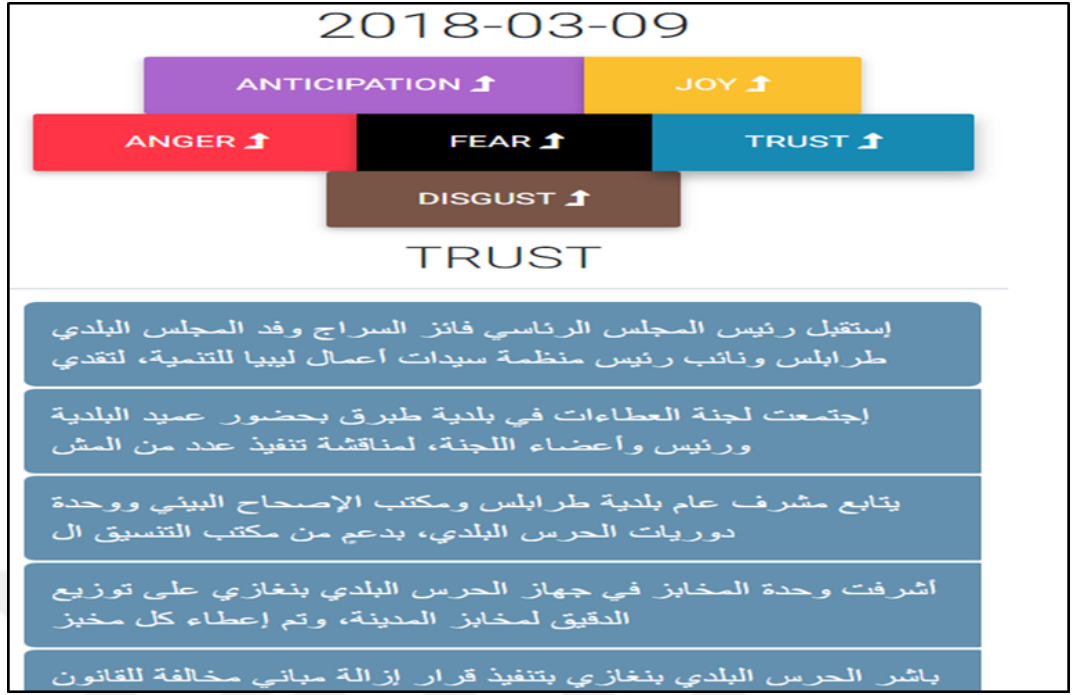 2018-03-09
ANTICIPATION
JOY
ANGER
FEAR
TRUST
DISGUST
TRUST
إستقبل رئيس المجلس الرئاسي فائز السراج وفد المجلس البلدي
طرابلس ونائب رئيس منظمة سيدات أعمال ليبيا للتنمية، لتقدي
إجتمعت لجنة العطاءات في بلدية طبرق بحضور عميد البلدية
ورئيس وأعضاء اللجنة، لمناقشة تنفيذ عدد من المش
يتابع مشرف عام بلدية طرابلس ومكتب الإصحاح البيئي ووحدة
دوريات الحرس البلدي، بدعمٍ من مكتب التنسيق ال
أشرفت وحدة المخابز في جهاز الحرس البلدي بنغازي على توزيع
الدقيق لمخابز المدينة، وتم إعطاء كل مخبز
باشر الحرس البلدي بنغازي بتنفيذ قرار إزالة مباني مخالفة للقانون